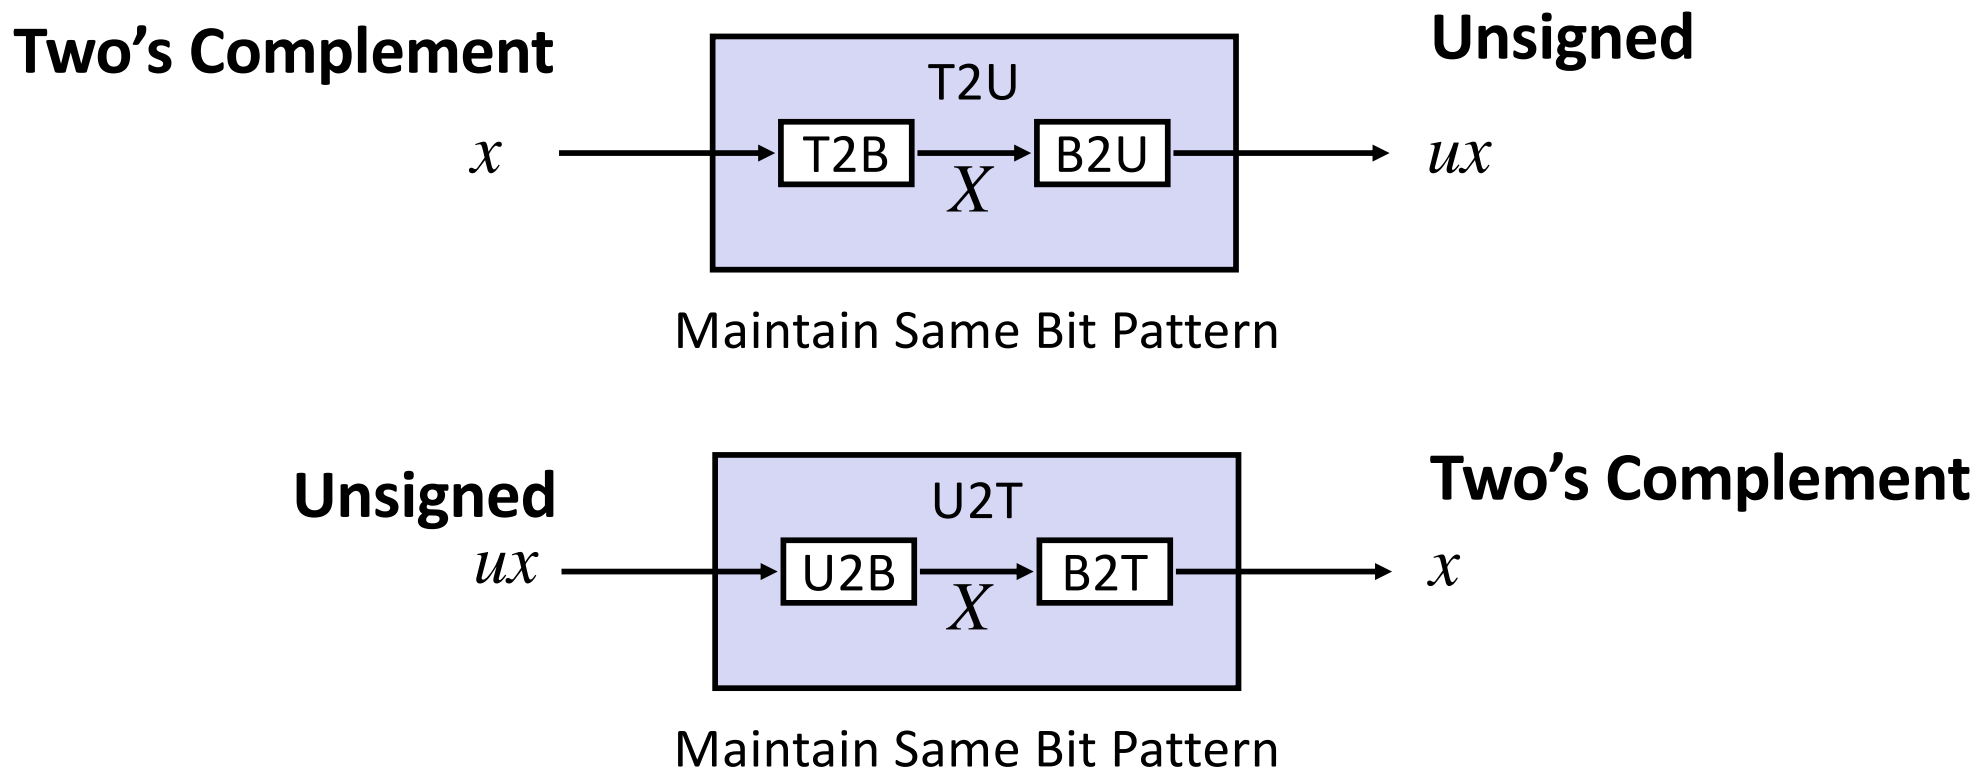 Two’s Complement
Unsigned
T2U
x
T2B
B2U
ux
X
Maintain Same Bit Pattern
Unsigned
Two’s Complement
U2T
ux
U2B
B2T
x
X
Maintain Same Bit Pattern